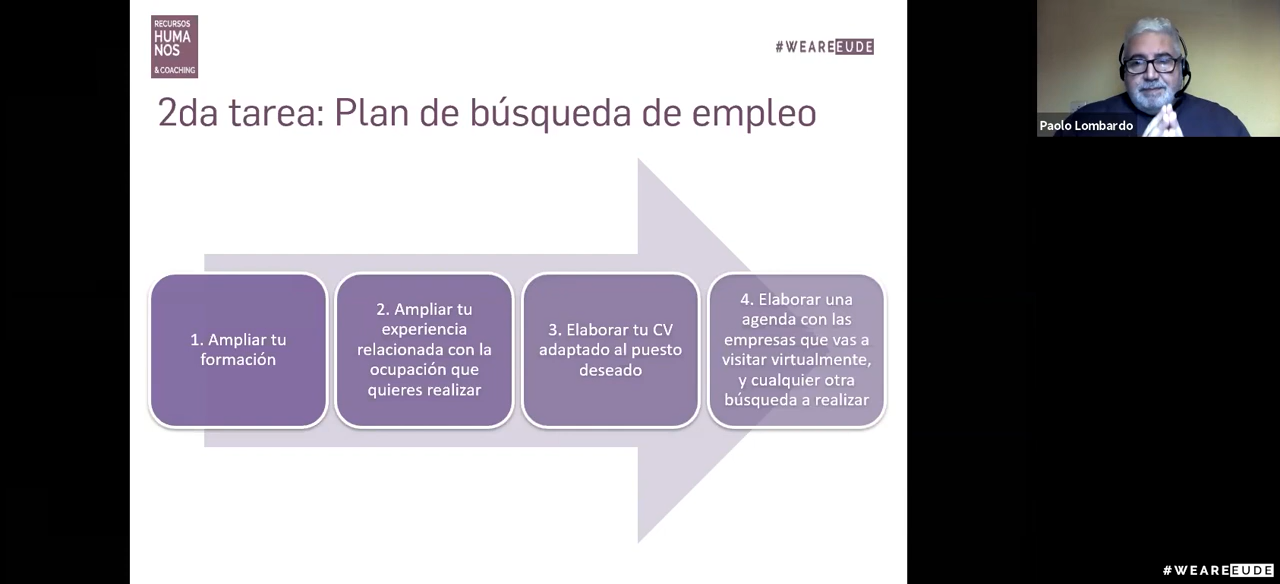 RECURSOS
HUMA
NOS
& COACHING
#WEAREEUDE
2da tarea: Plan de búsqueda de empleo
1. Ampliar tu
formación
2. Ampliar tu
experiencia
relacionada con la
ocupación que
quieres realizar
3. Elaborar tu CV
adaptado al puesto
deseado
4. Elaborar una
agenda con las
empresas que vas a
visitar virtualmente,
y cualquier otra
búsqueda a realizar
Paolo Lombardo
#WEAREEUDE